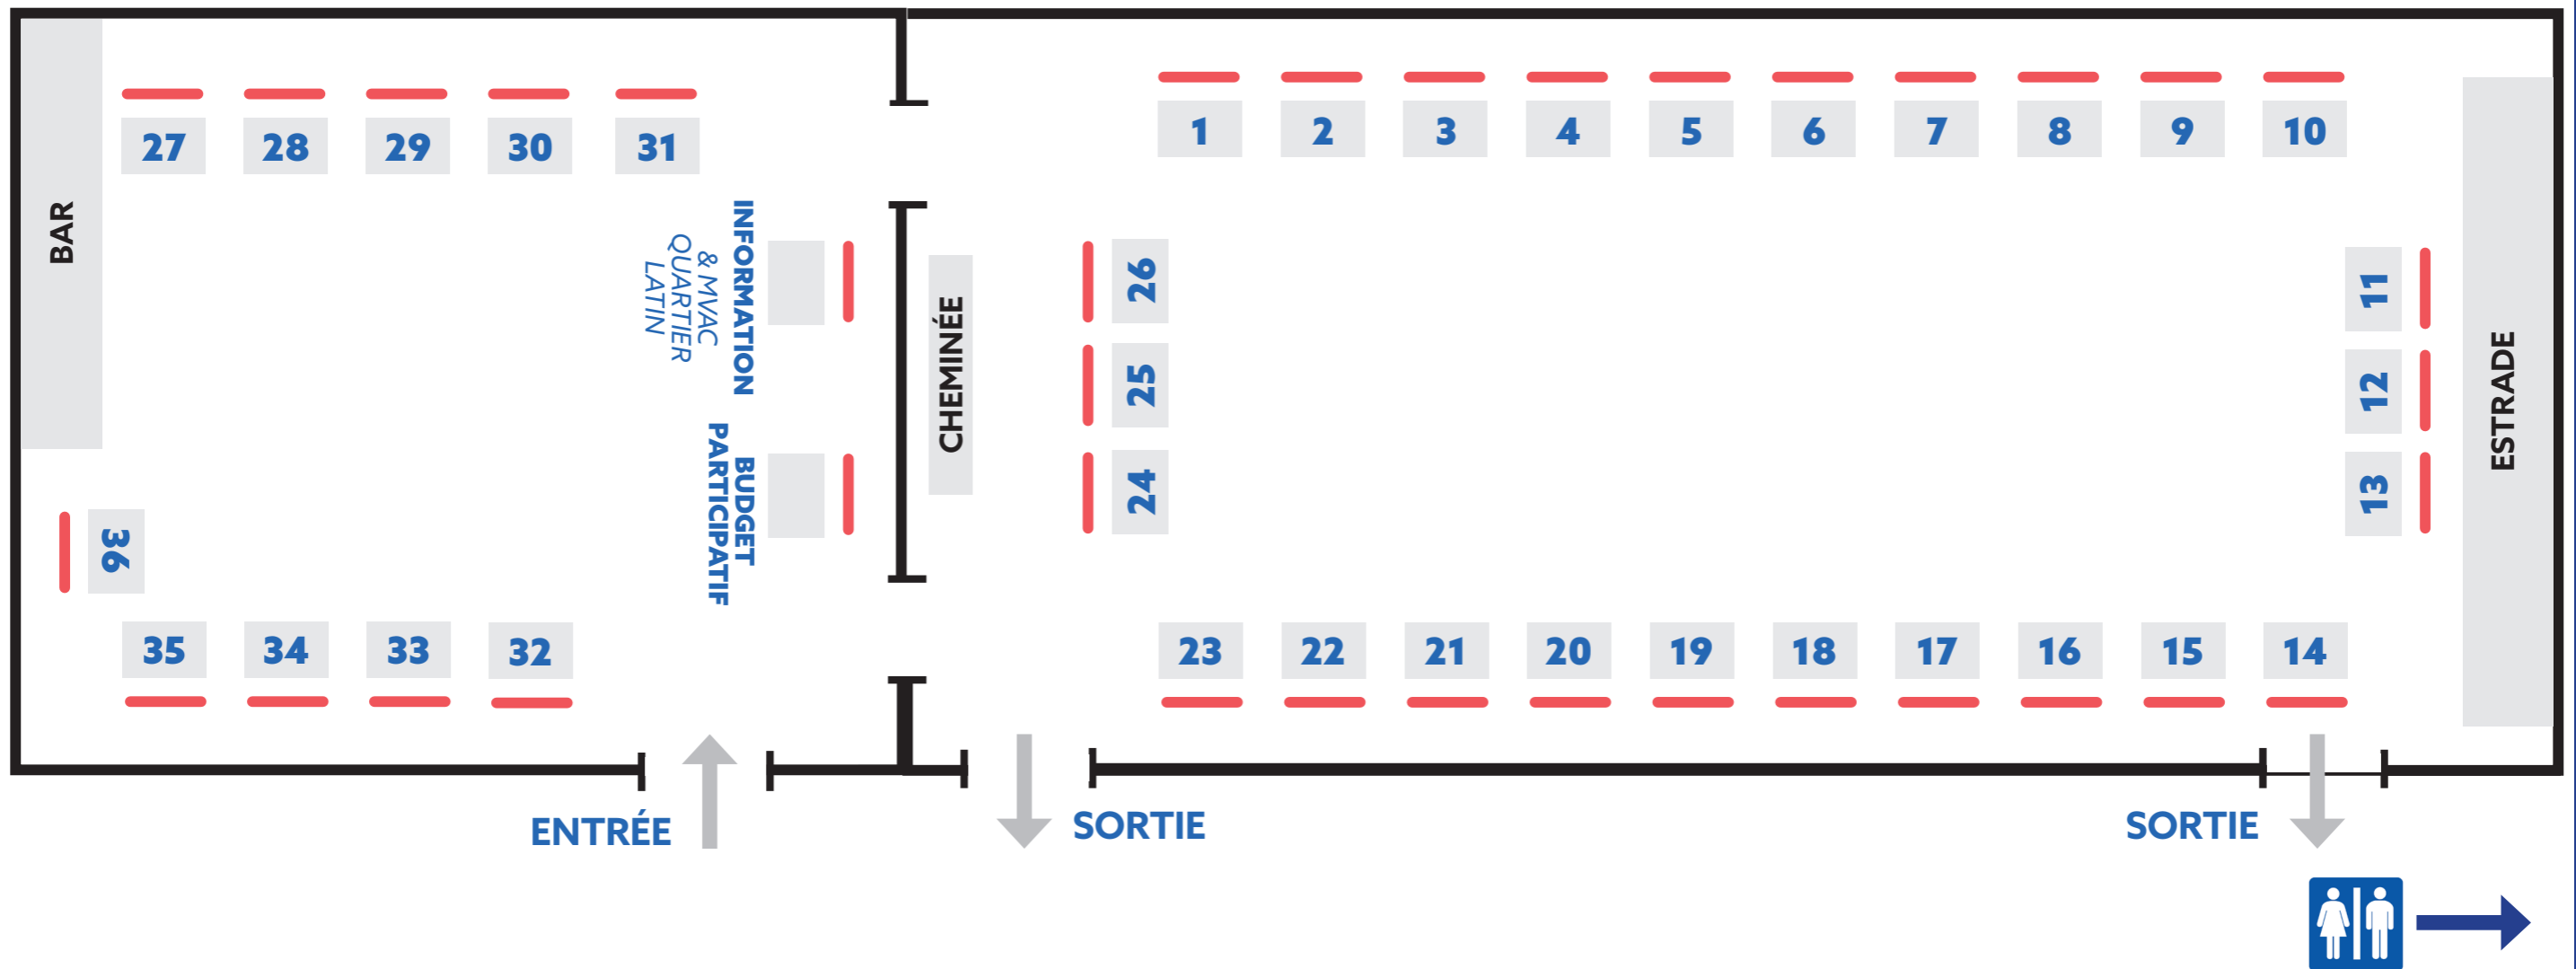 27 28 29 30 31
1 2 3 4 5 6 7 8 9 10
BAR
INFORMATION
& MVAC
QUARTIER
LATIN
BUDGET
PARTICIPATIF
CHEMINÉE
26
25
24
11
12
13
ESTRADE
36
35 34 33 32
23 22 21 20 19 18 17 16 15 14
ENTRÉE
SORTIE
SORTIE